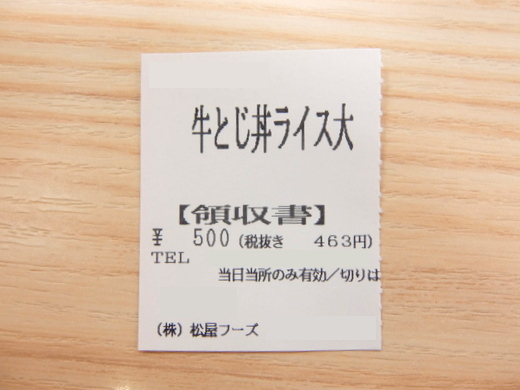 牛とじ丼ライス大
【領収書】
¥ 500(税抜き 463円)
TEL
当日当所のみ有効/切りは
(株)松屋フーズ